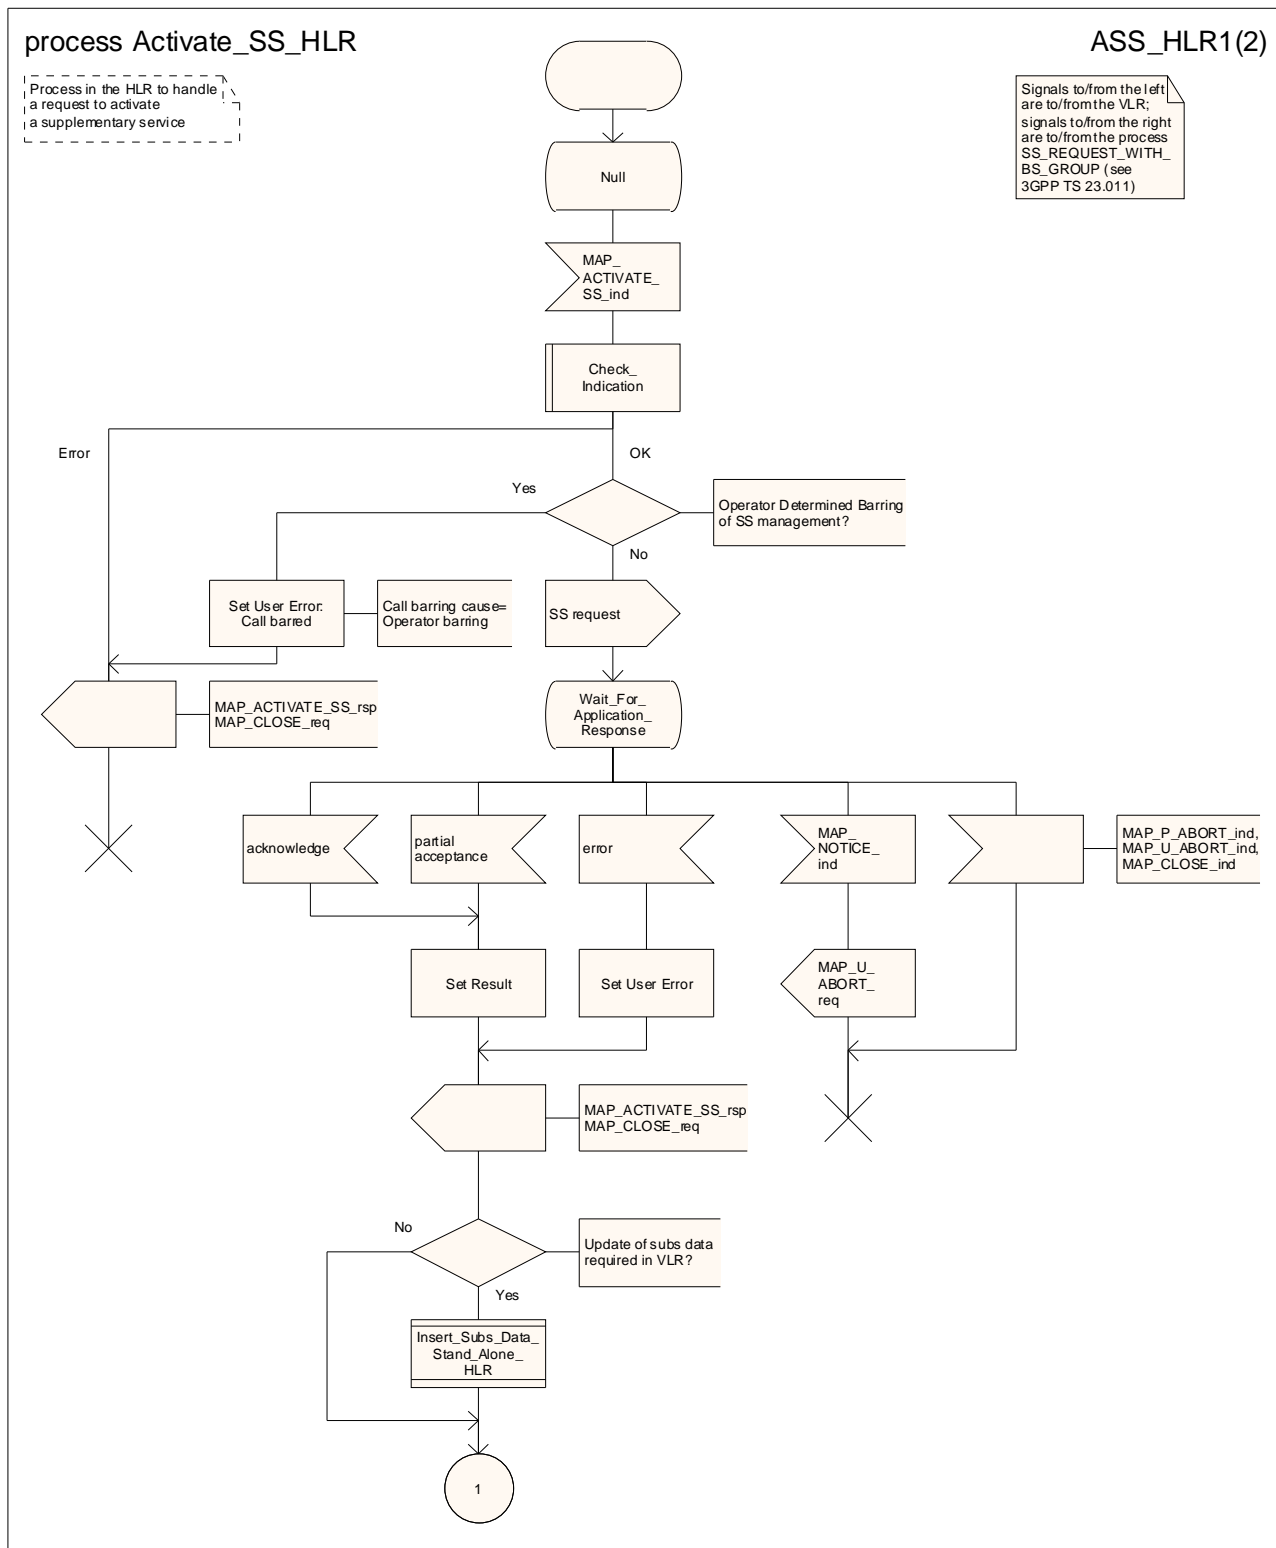 process Activate_SS_HLR
ASS_HLR1(2)
Process in the HLR to handle
a request to activate
a supplementary service
Signals to/from the left
are to/from the VLR;
signals to/from the right
are to/from the process
SS_REQUEST_WITH_
BS_GROUP (see
3GPP TS 23.011)
Null
MAP_
ACTIVATE_
SS_ind
Check_
Indication
Error
OK
Yes
Operator Determined Barring
of SS management?
No
Set User Error:
Call barred
Call barring cause=
Operator barring
SS request
MAP_ACTIVATE_SS_rsp
MAP_CLOSE_req
Wait_For_
Application_
Response
acknowledge
partial
acceptance
error
MAP_
NOTICE_
ind
MAP_P_ABORT_ind,
MAP_U_ABORT_ind,
MAP_CLOSE_ind
Set Result
Set User Error
MAP_U_
ABORT_
req
MAP_ACTIVATE_SS_rsp
MAP_CLOSE_req
No
Update of subs data
required in VLR?
Yes
Insert_Subs_Data_
Stand_Alone_
HLR
1